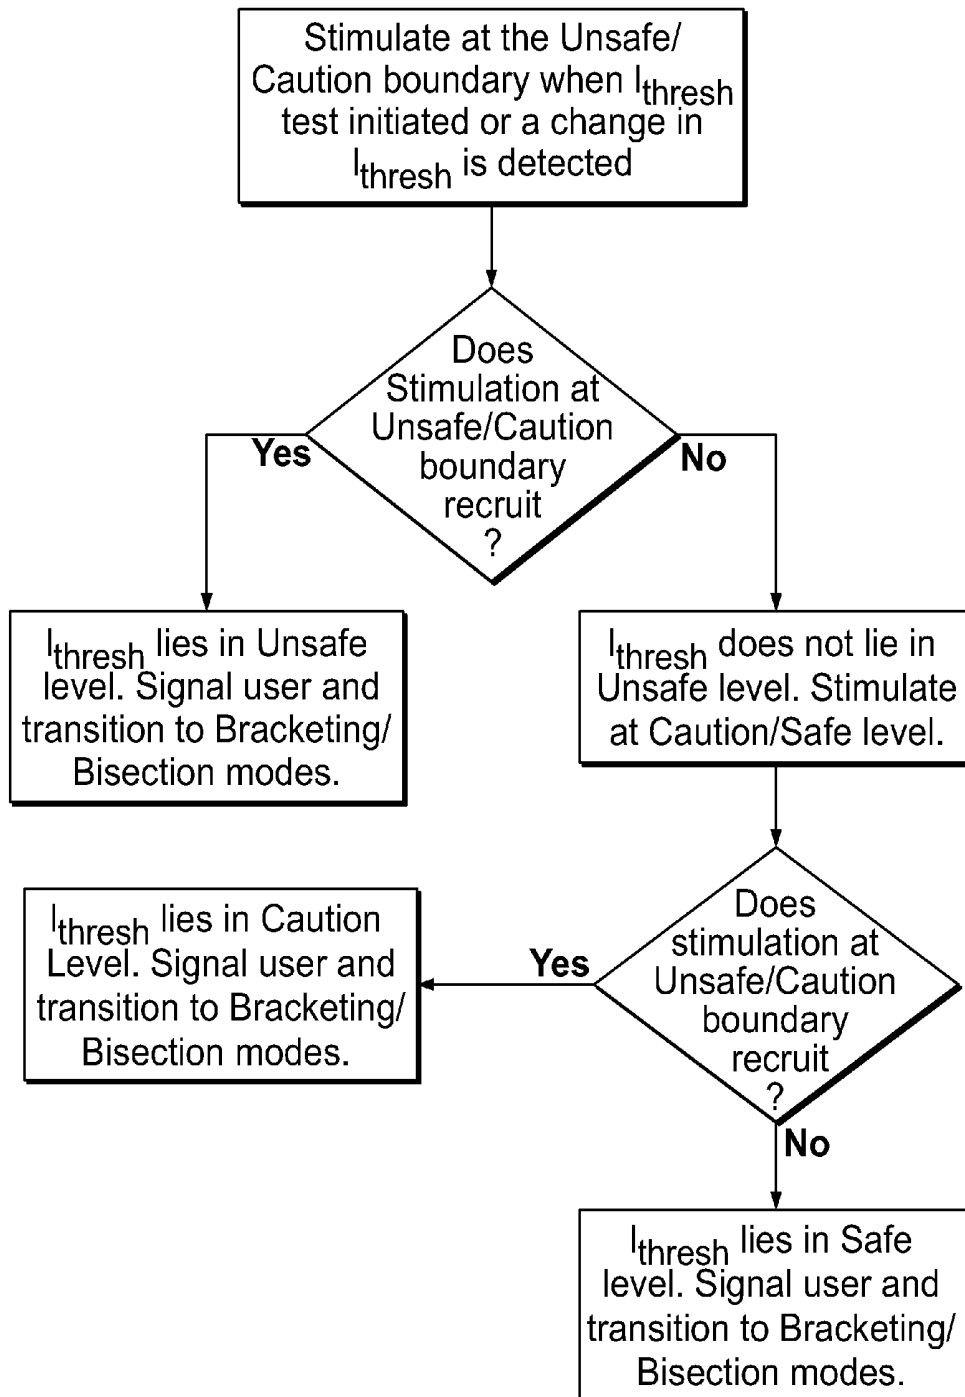 Stimulate at the Unsafe/
Caution boundary when Ithresh
test initiated or a change in
Ithresh is detected
Does
Stimulation at
Unsafe/Caution
boundary
recruit
?
Yes
No
Ithresh lies in Unsafe
level. Signal user and
transition to Bracketing/
Bisection modes.
Ithresh does not lie in
Unsafe level. Stimulate
at Caution/Safe level.
Does
stimulation at
Unsafe/Caution
boundary
recruit
?
Yes
No
Ithresh lies in Caution
Level. Signal user and
transition to Bracketing/
Bisection modes.
Ithresh lies in Safe
level. Signal user and
transition to Bracketing/
Bisection modes.